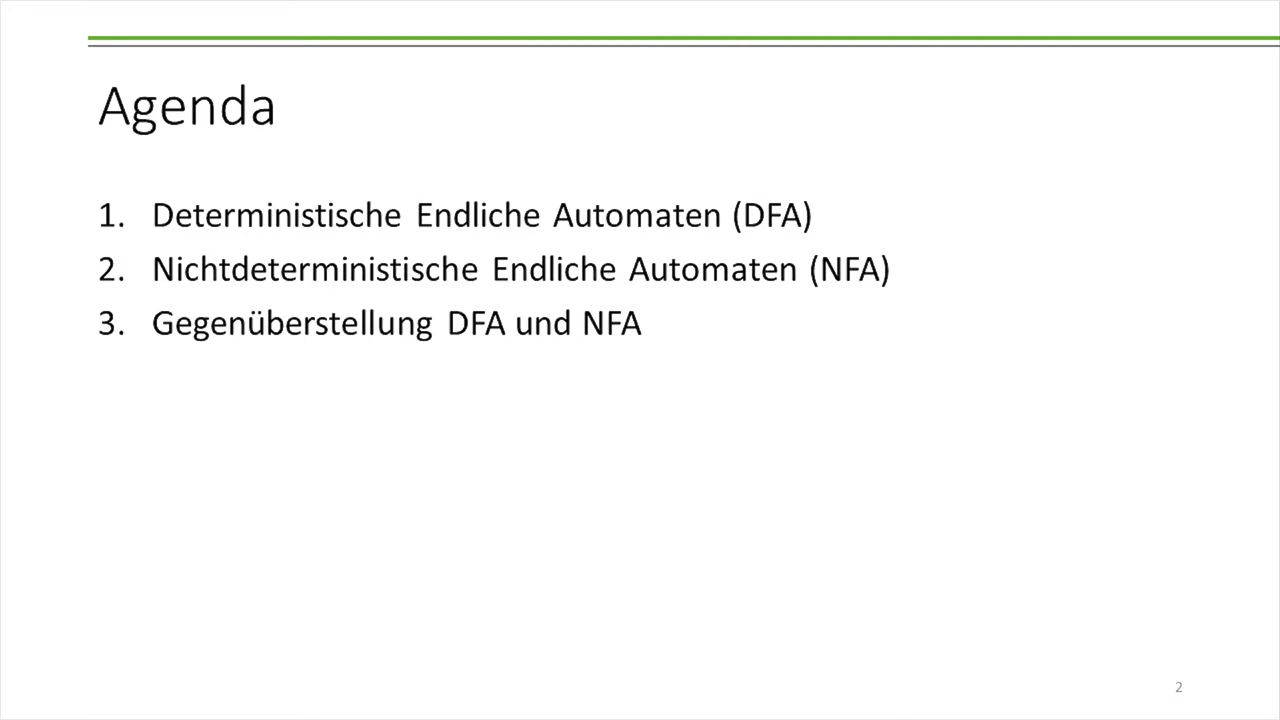 Agenda
1. Deterministische Endliche Automaten (DFA)
2. Nichtdeterministische Endliche Automaten (NFA)
3. Gegenüberstellung DFA und NFA
2